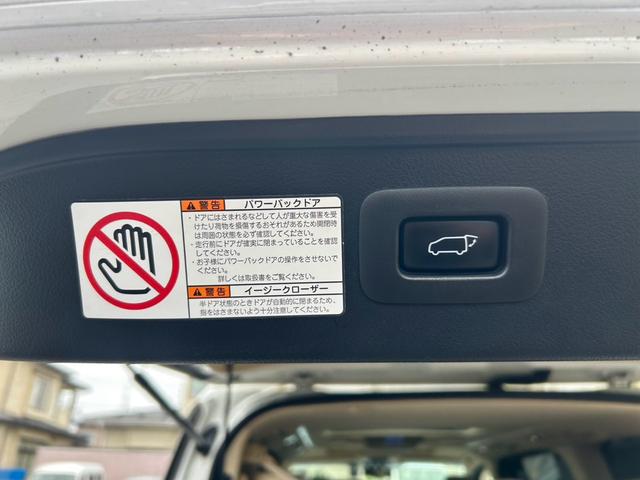 警告 パワーバックドア
・ドアにはさまれるなどして人が重大な傷害を
受けたり荷物を損傷するおそれがあるため開閉時
は周囲の状態を必ず確認してください。
・走行前にドアが確実に閉まっていることを確認
してください。
・お子様にパワーバックドアの操作をさせないで
ください。 詳しくは取扱書をご覧ください。
警告 イージークローザー
半ドア状態のときドアが自動的に閉まるため、
指をはさまないよう十分注意してください。